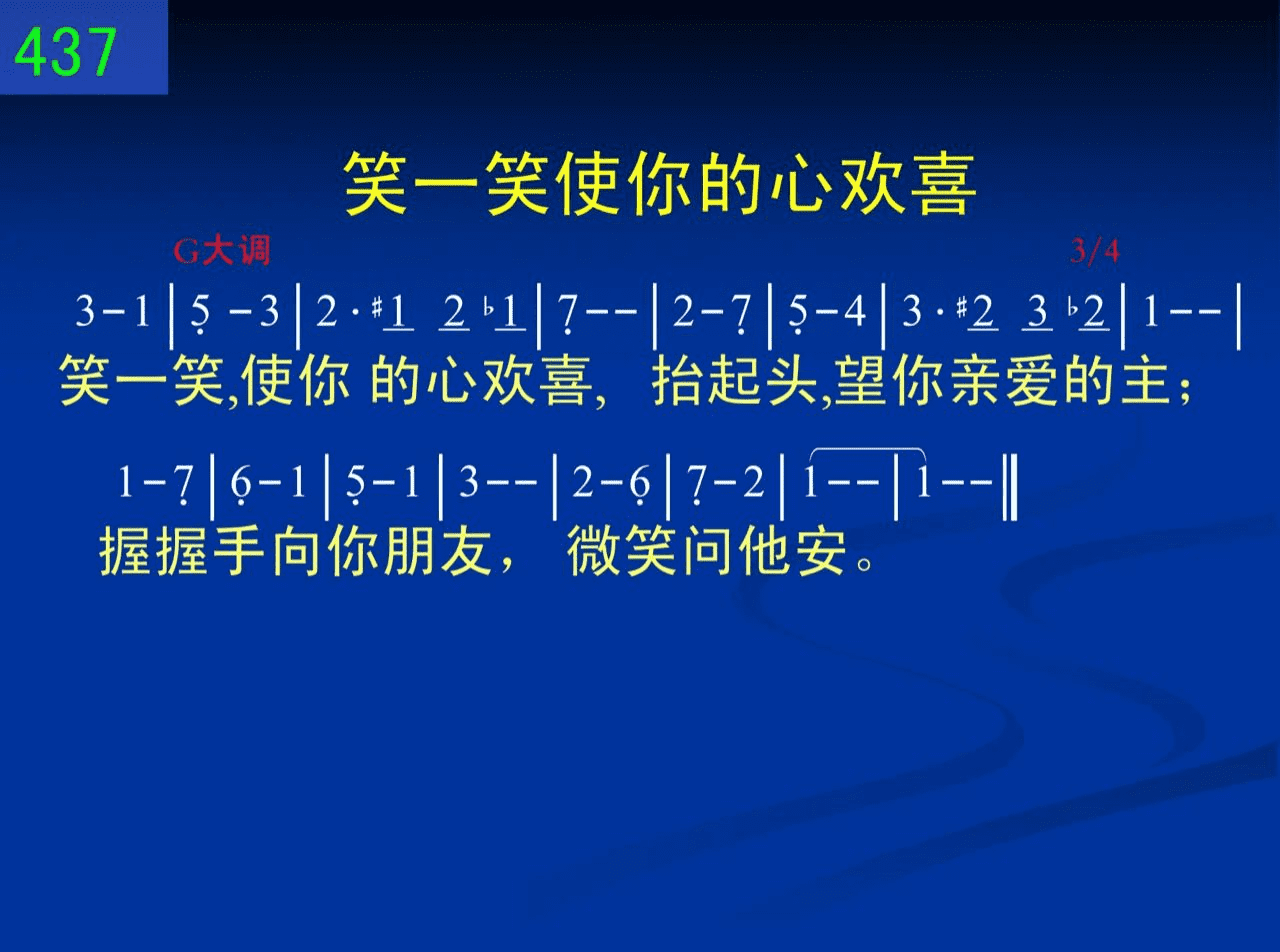 437
笑一笑使你的心欢喜
G大调 3/4
3-1|5̣ -3|2·♯1̲ 2̲ ♭1̲|7̣--|2-7̣|5̣-4|3·♯2̲ 3̲ ♭2̲|1--|
笑一笑,使你 的心欢喜, 抬起头,望你亲爱的主;
1-7̣|6̣-1|5̣-1|3--|2-6̣|7̣-2|1--|1--‖
握握手向你朋友, 微笑问他安。